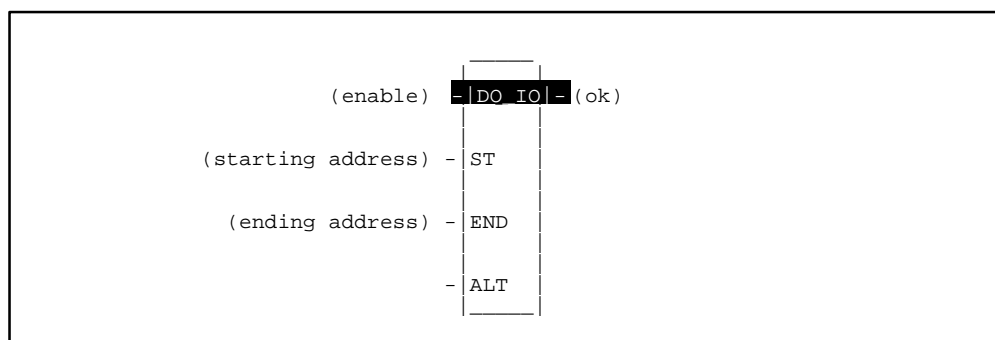 (enable) -|DO_IO|- (ok)
(starting address) -|ST
(ending address) -|END
-|ALT